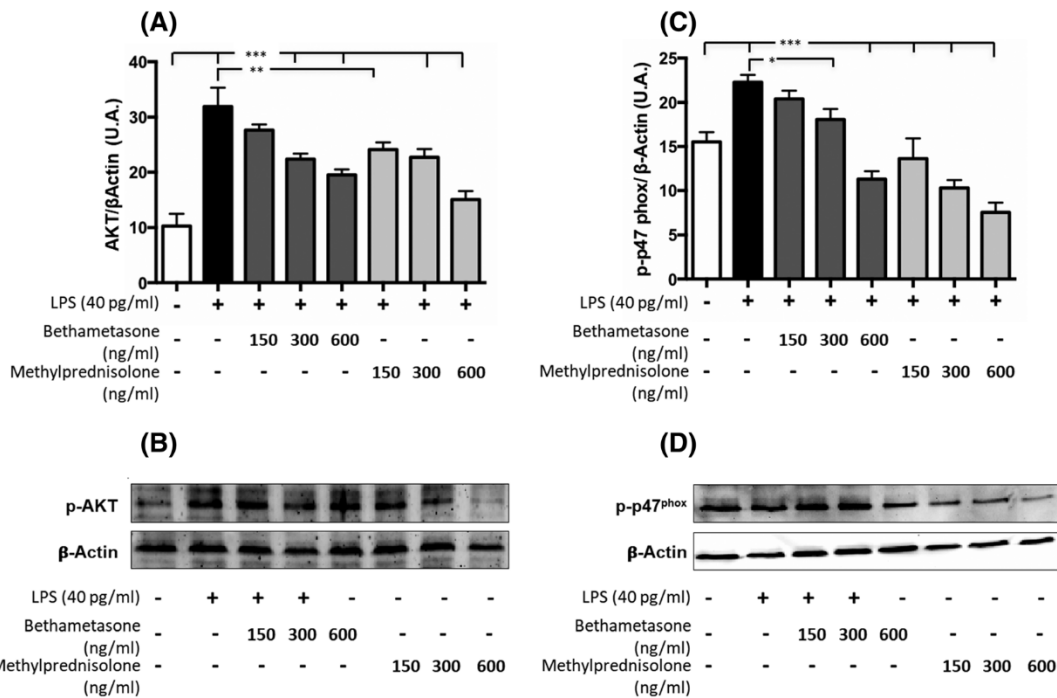 (A)
***
**
AKT/βActin (U.A.)
40
30
20
10
0
LPS (40 pg/ml) - + + + + + + +
Bethametasone - - 150 300 600 - - -
(ng/ml)
Methylprednisolone - - - - - 150 300 600
(ng/ml)
(C)
***
*
p-p47 phox/ β-Actin (U.A.)
25
20
15
10
5
0
LPS (40 pg/ml) - + + + + + + +
Bethametasone - - 150 300 600 - - -
(ng/ml)
Methylprednisolone - - - - - 150 300 600
(ng/ml)
(B)
p-AKT
β-Actin
LPS (40 pg/ml) - + + + - - - -
Bethametasone - - 150 300 600 - - -
(ng/ml)
Methylprednisolone - - - - - 150 300 600
(ng/ml)
(D)
p-p47phox
β-Actin
LPS (40 pg/ml) - + + + - - - -
Bethametasone - - 150 300 600 - - -
(ng/ml)
Methylprednisolone - - - - - 150 300 600
(ng/ml)